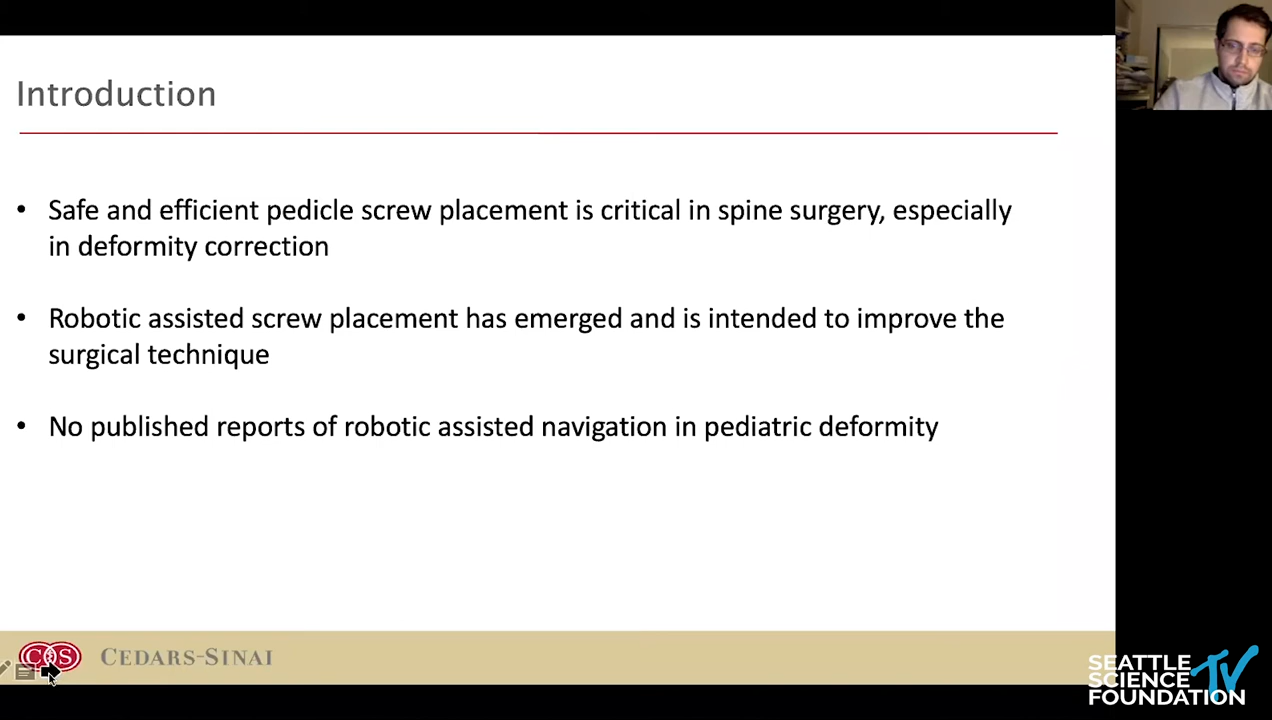 Introduction
• Safe and efficient pedicle screw placement is critical in spine surgery, especially
in deformity correction
• Robotic assisted screw placement has emerged and is intended to improve the
surgical technique
• No published reports of robotic assisted navigation in pediatric deformity
CEDARS-SINAI
SEATTLE
SCIENCE
FOUNDATION
TV